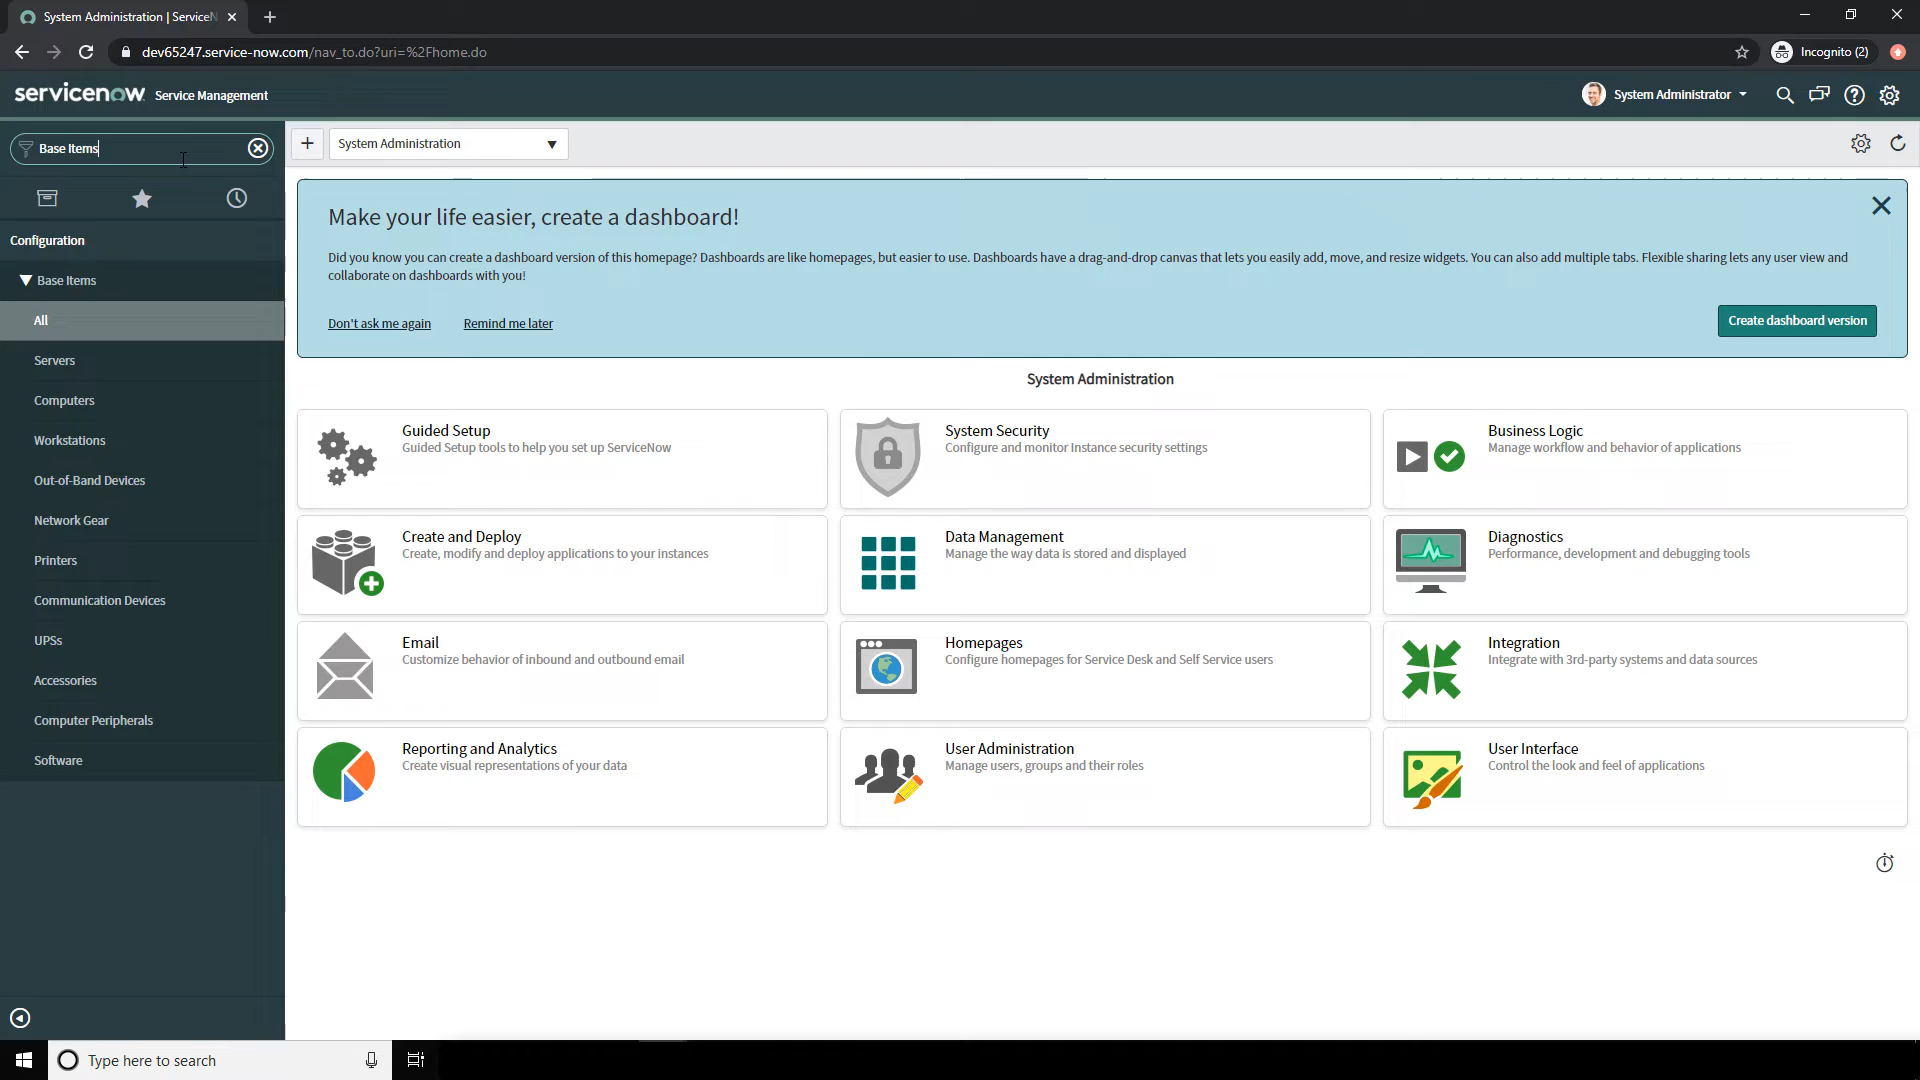 System Administration | ServiceN
dev65247.service-now.com/nav_to.do?uri=%2Fhome.do
Incognito (2)
servicenow Service Management
System Administrator
Base Items
System Administration
Configuration
Base Items
All
Servers
Computers
Workstations
Out-of-Band Devices
Network Gear
Printers
Communication Devices
UPSs
Accessories
Computer Peripherals
Software
Make your life easier, create a dashboard!
Did you know you can create a dashboard version of this homepage? Dashboards are like homepages, but easier to use. Dashboards have a drag-and-drop canvas that lets you easily add, move, and resize widgets. You can also add multiple tabs. Flexible sharing lets any user view and
collaborate on dashboards with you!
Don't ask me again
Remind me later
Create dashboard version
System Administration
Guided Setup
Guided Setup tools to help you set up ServiceNow
System Security
Configure and monitor Instance security settings
Business Logic
Manage workflow and behavior of applications
Create and Deploy
Create, modify and deploy applications to your instances
Data Management
Manage the way data is stored and displayed
Diagnostics
Performance, development and debugging tools
Email
Customize behavior of inbound and outbound email
Homepages
Configure homepages for Service Desk and Self Service users
Integration
Integrate with 3rd-party systems and data sources
Reporting and Analytics
Create visual representations of your data
User Administration
Manage users, groups and their roles
User Interface
Control the look and feel of applications
Type here to search